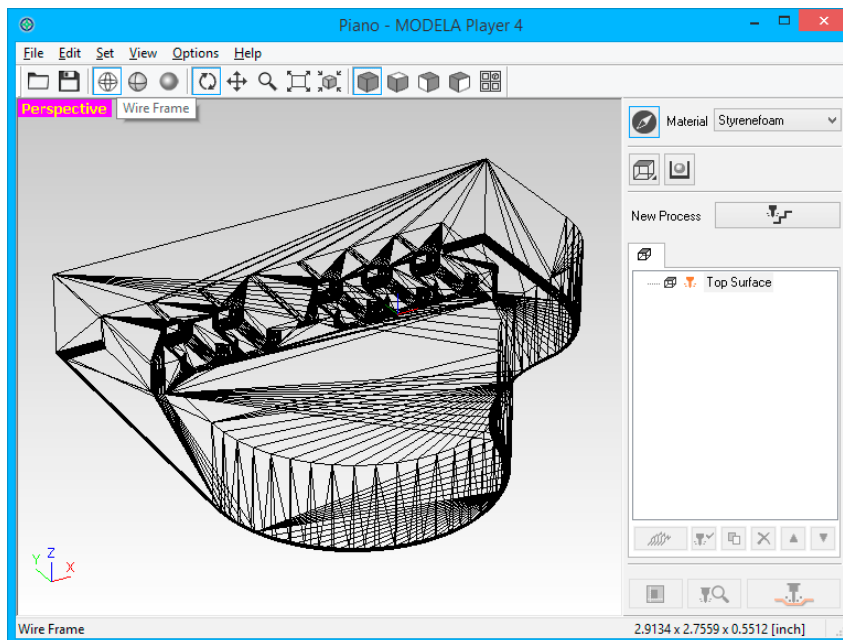 Piano - MODELA Player 4
File Edit Set View Options Help
Perspective
Wire Frame
Material Styrenefoam
New Process
Top Surface
Z
Y
X
Wire Frame 2.9134 x 2.7559 x 0.5512 [inch]